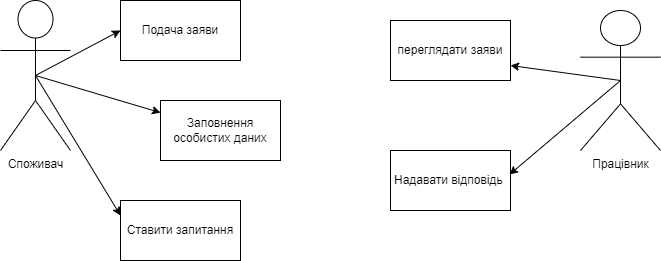 Подача заяви
Заповнення
особистих даних
Споживач
Ставити запитання
переглядати заяви
Працівник
Надавати відповідь